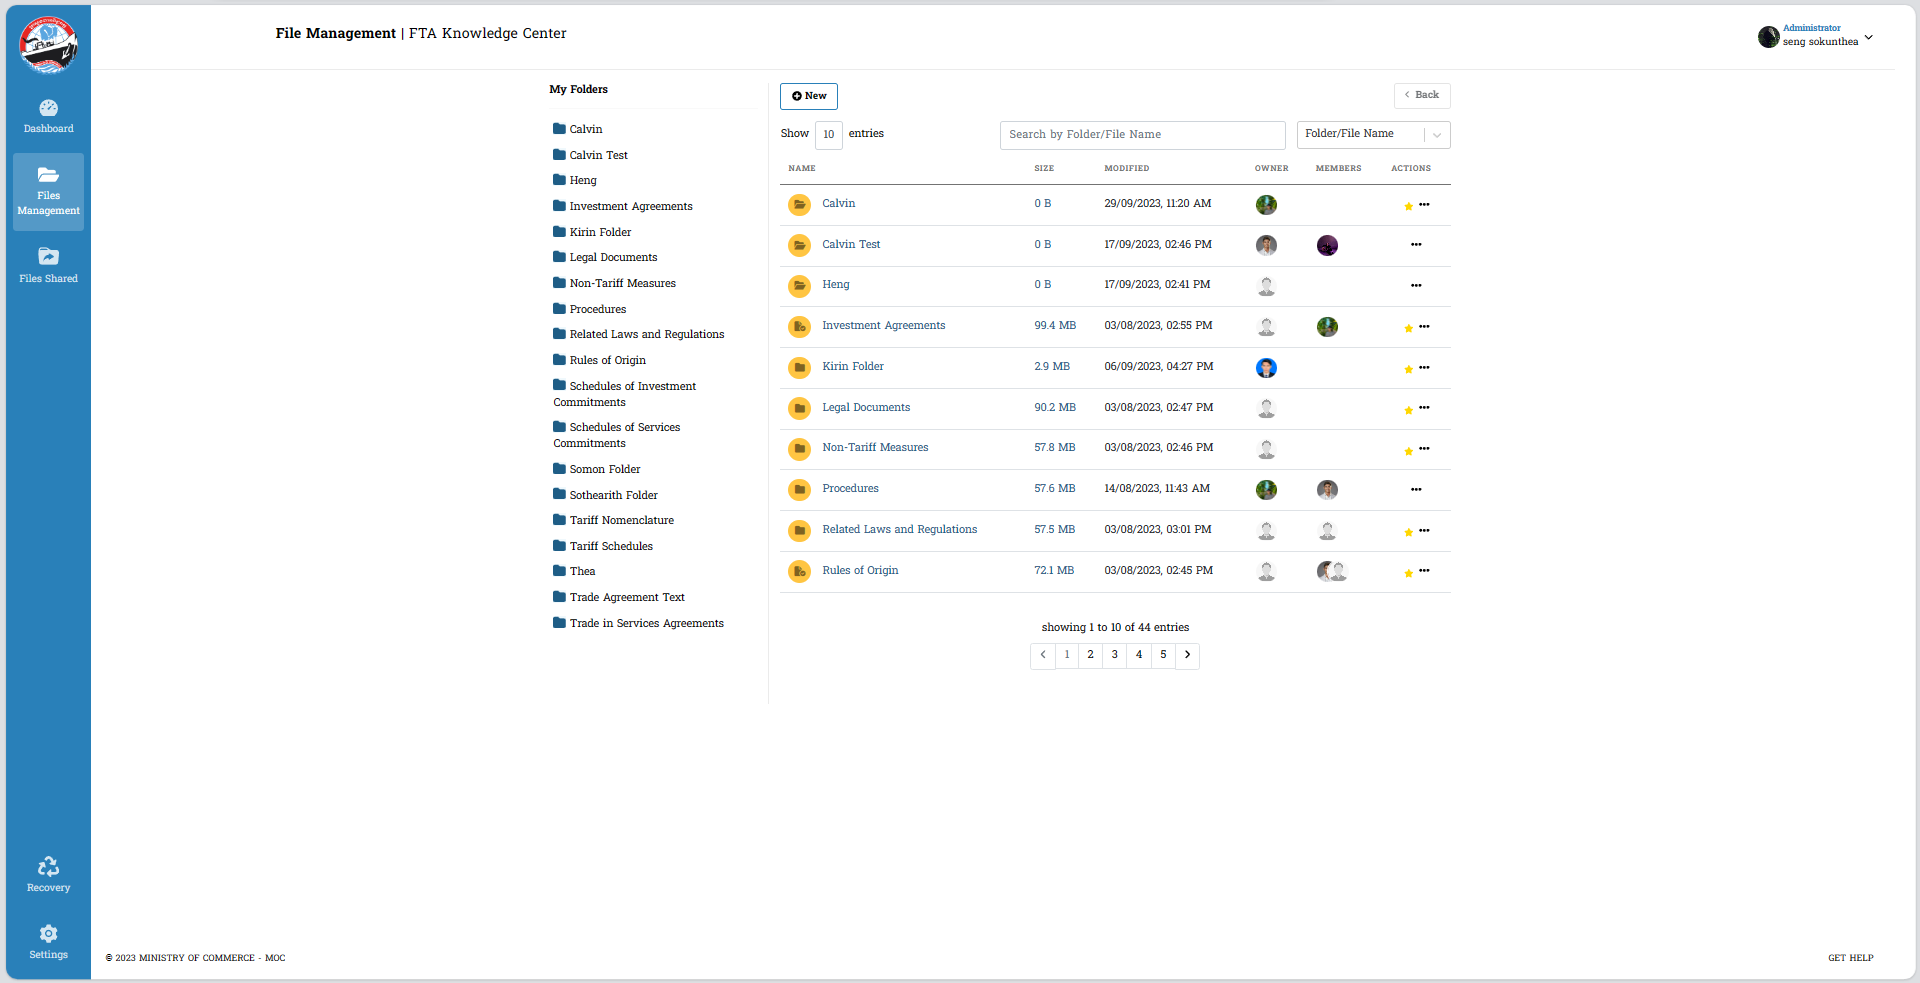 File Management | FTA Knowledge Center
Administrator
seng sokunthea
Dashboard
Files
Management
Files Shared
Recovery
Settings
My Folders
Calvin
Calvin Test
Heng
Investment Agreements
Kirin Folder
Legal Documents
Non-Tariff Measures
Procedures
Related Laws and Regulations
Rules of Origin
Schedules of Investment
Commitments
Schedules of Services
Commitments
Somon Folder
Sothearith Folder
Tariff Nomenclature
Tariff Schedules
Thea
Trade Agreement Text
Trade in Services Agreements
New
Back
Show 10 entries
Search by Folder/File Name
Folder/File Name
NAME SIZE MODIFIED OWNER MEMBERS ACTIONS
Calvin 0 B 29/09/2023, 11:20 AM
Calvin Test 0 B 17/09/2023, 02:46 PM
Heng 0 B 17/09/2023, 02:41 PM
Investment Agreements 99.4 MB 03/08/2023, 02:55 PM
Kirin Folder 2.9 MB 06/09/2023, 04:27 PM
Legal Documents 90.2 MB 03/08/2023, 02:47 PM
Non-Tariff Measures 57.8 MB 03/08/2023, 02:46 PM
Procedures 57.6 MB 14/08/2023, 11:43 AM
Related Laws and Regulations 57.5 MB 03/08/2023, 03:01 PM
Rules of Origin 72.1 MB 03/08/2023, 02:45 PM
showing 1 to 10 of 44 entries
1 2 3 4 5
© 2023 MINISTRY OF COMMERCE - MOC
GET HELP